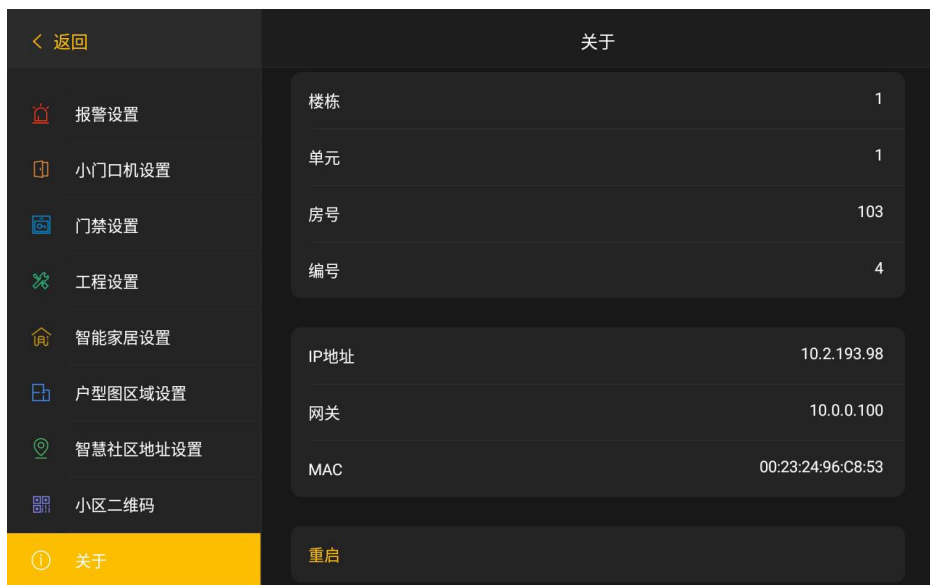 返回
关于
报警设置
小门口机设置
门禁设置
工程设置
智能家居设置
户型图区域设置
智慧社区地址设置
小区二维码
关于
楼栋 1
单元 1
房号 103
编号 4
IP地址 10.2.193.98
网关 10.0.0.100
MAC 00:23:24:96:C8:53
重启